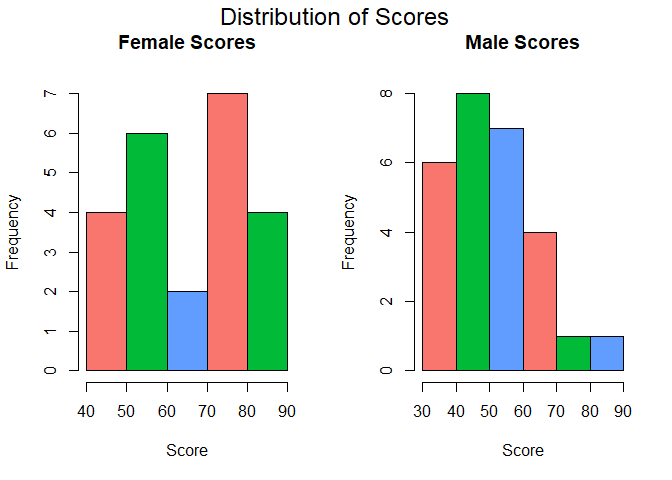 Distribution of Scores
Female Scores
Frequency
7
6
5
4
3
2
1
0
40 50 60 70 80 90
Score
Male Scores
Frequency
8
6
4
2
0
30 40 50 60 70 80 90
Score